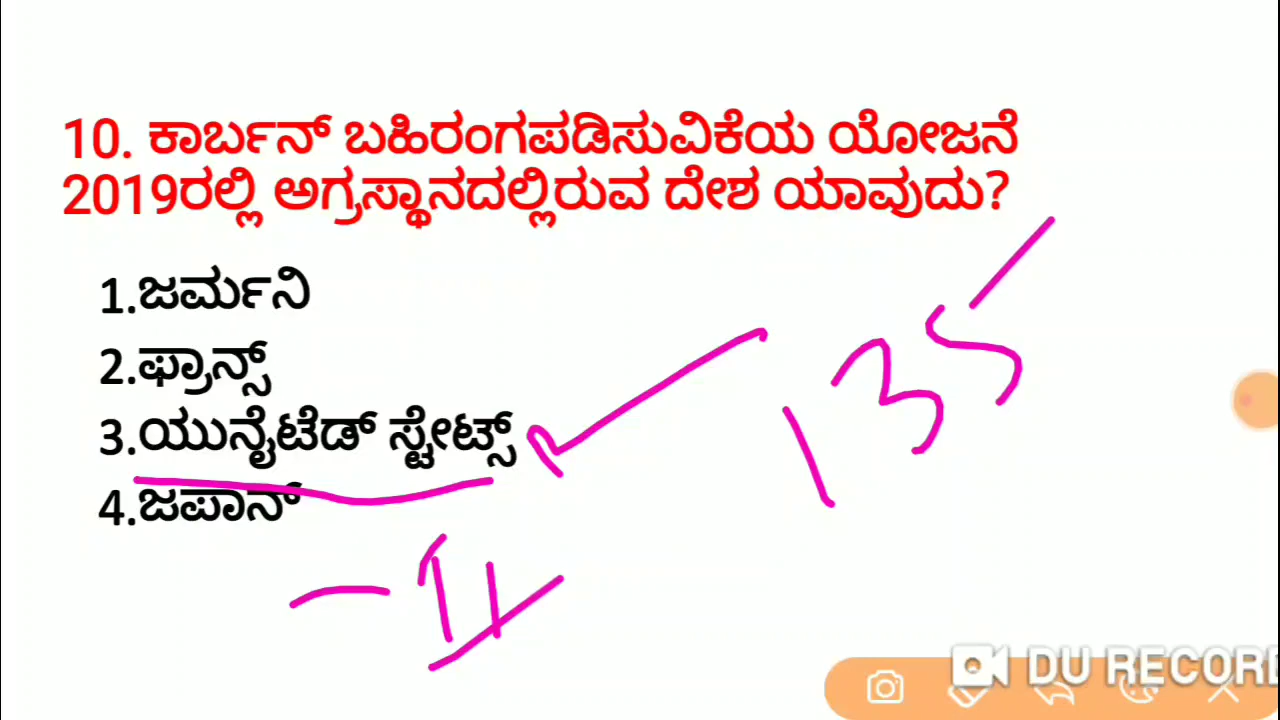 10. ಕಾರ್ಬನ್ ಬಹಿರಂಗಪಡಿಸುವಿಕೆಯ ಯೋಜನೆ
2019ರಲ್ಲಿ ಅಗ್ರಸ್ಥಾನದಲ್ಲಿರುವ ದೇಶ ಯಾವುದು?
1.ಜರ್ಮನಿ
2.ಫ್ರಾನ್ಸ್
3.ಯುನೈಟೆಡ್ ಸ್ಟೇಟ್ಸ್
135
4.ಜಪಾನ್
DU RECORD